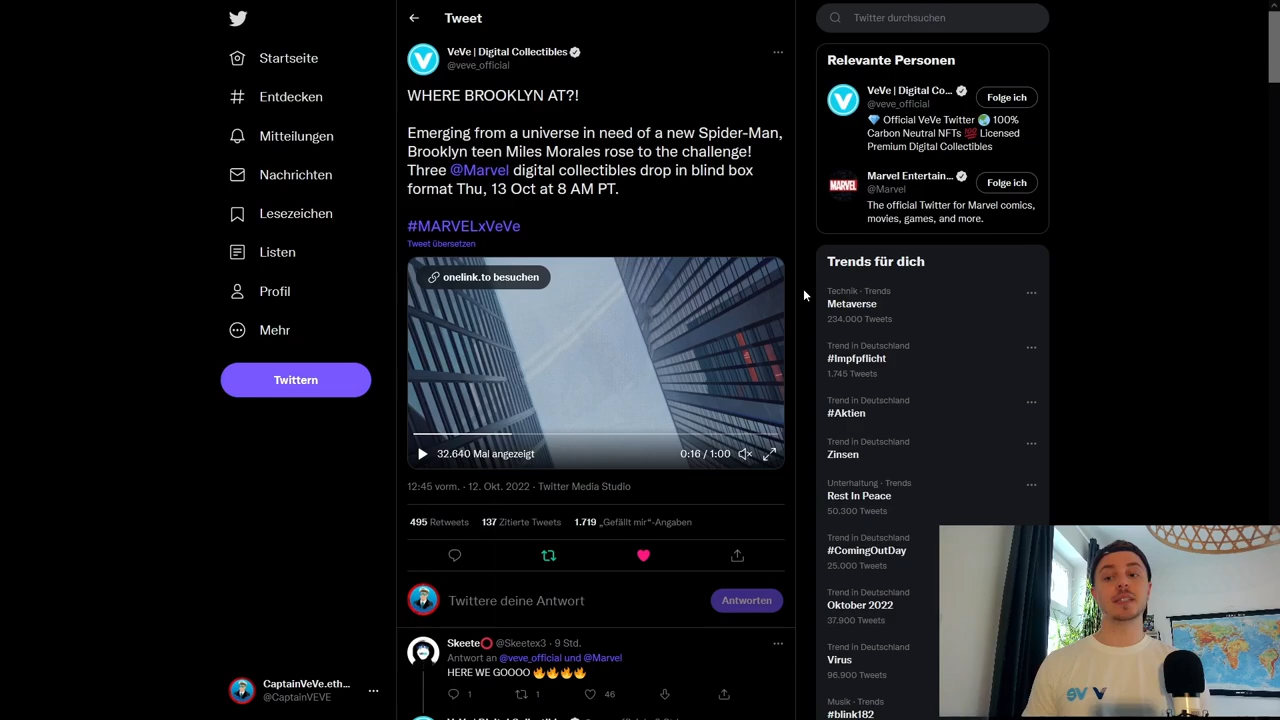 Startseite
Entdecken
Mitteilungen
Nachrichten
Lesezeichen
Listen
Profil
Mehr
Twittern
CaptainVeVe.eth...
@CaptainVEVE
Tweet
VeVe | Digital Collectibles
@veve_official
WHERE BROOKLYN AT?!
Emerging from a universe in need of a new Spider-Man,
Brooklyn teen Miles Morales rose to the challenge!
Three @Marvel digital collectibles drop in blind box
format Thu, 13 Oct at 8 AM PT.
#MARVELxVeVe
Tweet übersetzen
onelink.to besuchen
32.640 Mal angezeigt
0:16 / 1:00
12:45 vorm. · 12. Okt. 2022 · Twitter Media Studio
495 Retweets 137 Zitierte Tweets 1.719 „Gefällt mir“-Angaben
Twittere deine Antwort
Antworten
Skeete⭕ @Skeetex3 · 9 Std.
Antwort an @veve_official und @Marvel
HERE WE GOOOO 🔥🔥🔥🔥
1 1 46
Twitter durchsuchen
Relevante Personen
VeVe | Digital Co...
@veve_official
Folge ich
💎 Official VeVe Twitter 🌏 100%
Carbon Neutral NFTs 💯 Licensed
Premium Digital Collectibles
MARVEL
Marvel Entertain...
@Marvel
Folge ich
The official Twitter for Marvel comics,
movies, games, and more.
Trends für dich
Technik · Trends
Metaverse
234.000 Tweets
Trend in Deutschland
#Impfpflicht
1.745 Tweets
Trend in Deutschland
#Aktien
Trend in Deutschland
Zinsen
Unterhaltung · Trends
Rest In Peace
50.300 Tweets
Trend in Deutschland
#ComingOutDay
25.000 Tweets
Trend in Deutschland
Oktober 2022
37.900 Tweets
Trend in Deutschland
Virus
96.900 Tweets
Musik · Trends
#blink182